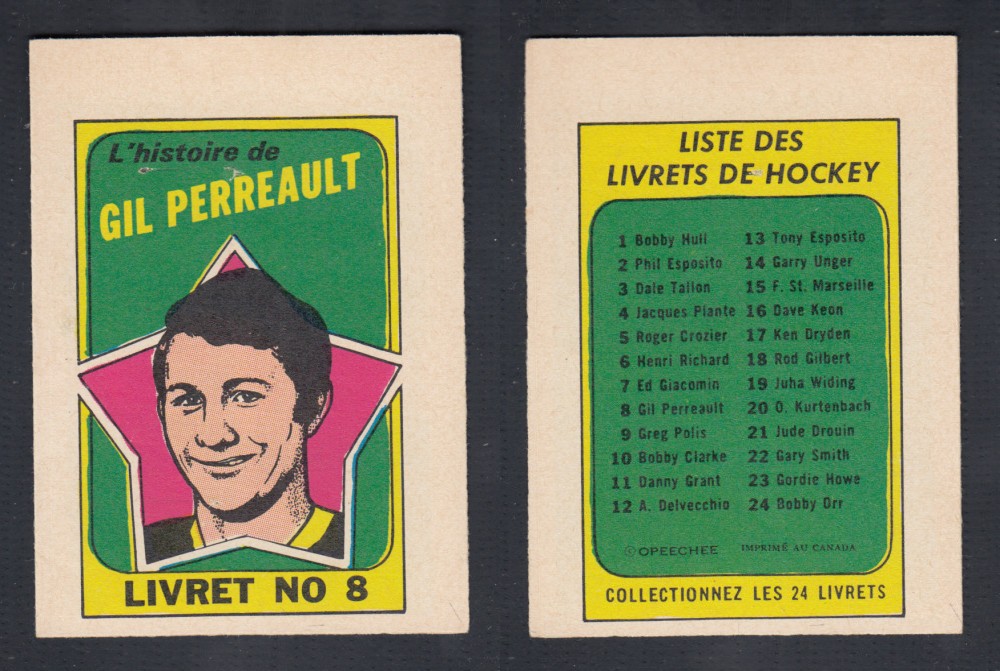 L'histoire de
GIL PERREAULT
LIVRET NO 8
LISTE DES
LIVRETS DE HOCKEY
1 Bobby Hull
2 Phil Esposito
3 Dale Tallon
4 Jacques Plante
5 Roger Crozier
6 Henri Richard
7 Ed Giacomin
8 Gil Perreault
9 Greg Polis
10 Bobby Clarke
11 Danny Grant
12 A. Delvecchio
13 Tony Esposito
14 Garry Unger
15 F. St. Marseille
16 Dave Keon
17 Ken Dryden
18 Rod Gilbert
19 Juha Widing
20 O. Kurtenbach
21 Jude Drouin
22 Gary Smith
23 Gordie Howe
24 Bobby Orr
© OPEECHEE IMPRIMÉ AU CANADA
COLLECTIONNEZ LES 24 LIVRETS